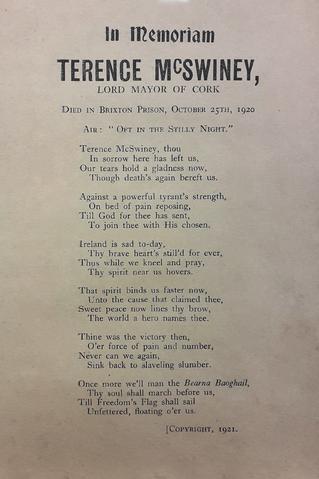 In Memoriam
TERENCE McSWINEY,
LORD MAYOR OF CORK
Died in Brixton Prison, October 25th, 1920
Air: "Oft in the Stilly Night."
Terence McSwiney, thou
In sorrow here has left us,
Our tears hold a gladness now,
Though death's again bereft us.
Against a powerful tyrant's strength,
On bed of pain reposing,
Till God for thee has sent,
To join thee with His chosen.
Ireland is sad to-day,
Thy brave heart's still'd for ever,
Thus while we kneel and pray,
Thy spirit near us hovers.
That spirit binds us faster now,
Unto the cause that claimed thee,
Sweet peace now lines thy brow,
The world a hero names thee.
Thine was the victory then,
O'er force of pain and number,
Never can we again,
Sink back to slaveling slumber.
Once more we'll man the Bearna Baoghail,
Thy soul shall march before us,
Till Freedom's Flag shall sail
Unfettered, floating o'er us.
[Copyright, 1921.